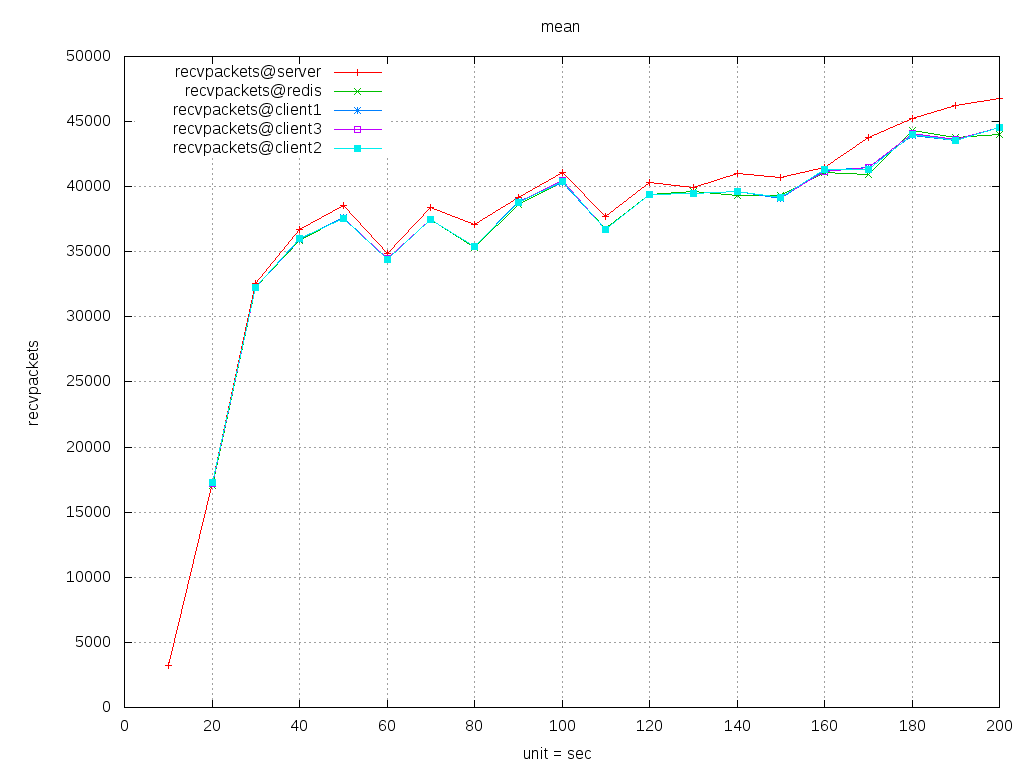 mean
50000
45000
40000
35000
30000
25000
20000
15000
10000
5000
0
recvpackets@server
recvpackets@redis
recvpackets@client1
recvpackets@client3
recvpackets@client2
recvpackets
0 20 40 60 80 100 120 140 160 180 200
unit = sec